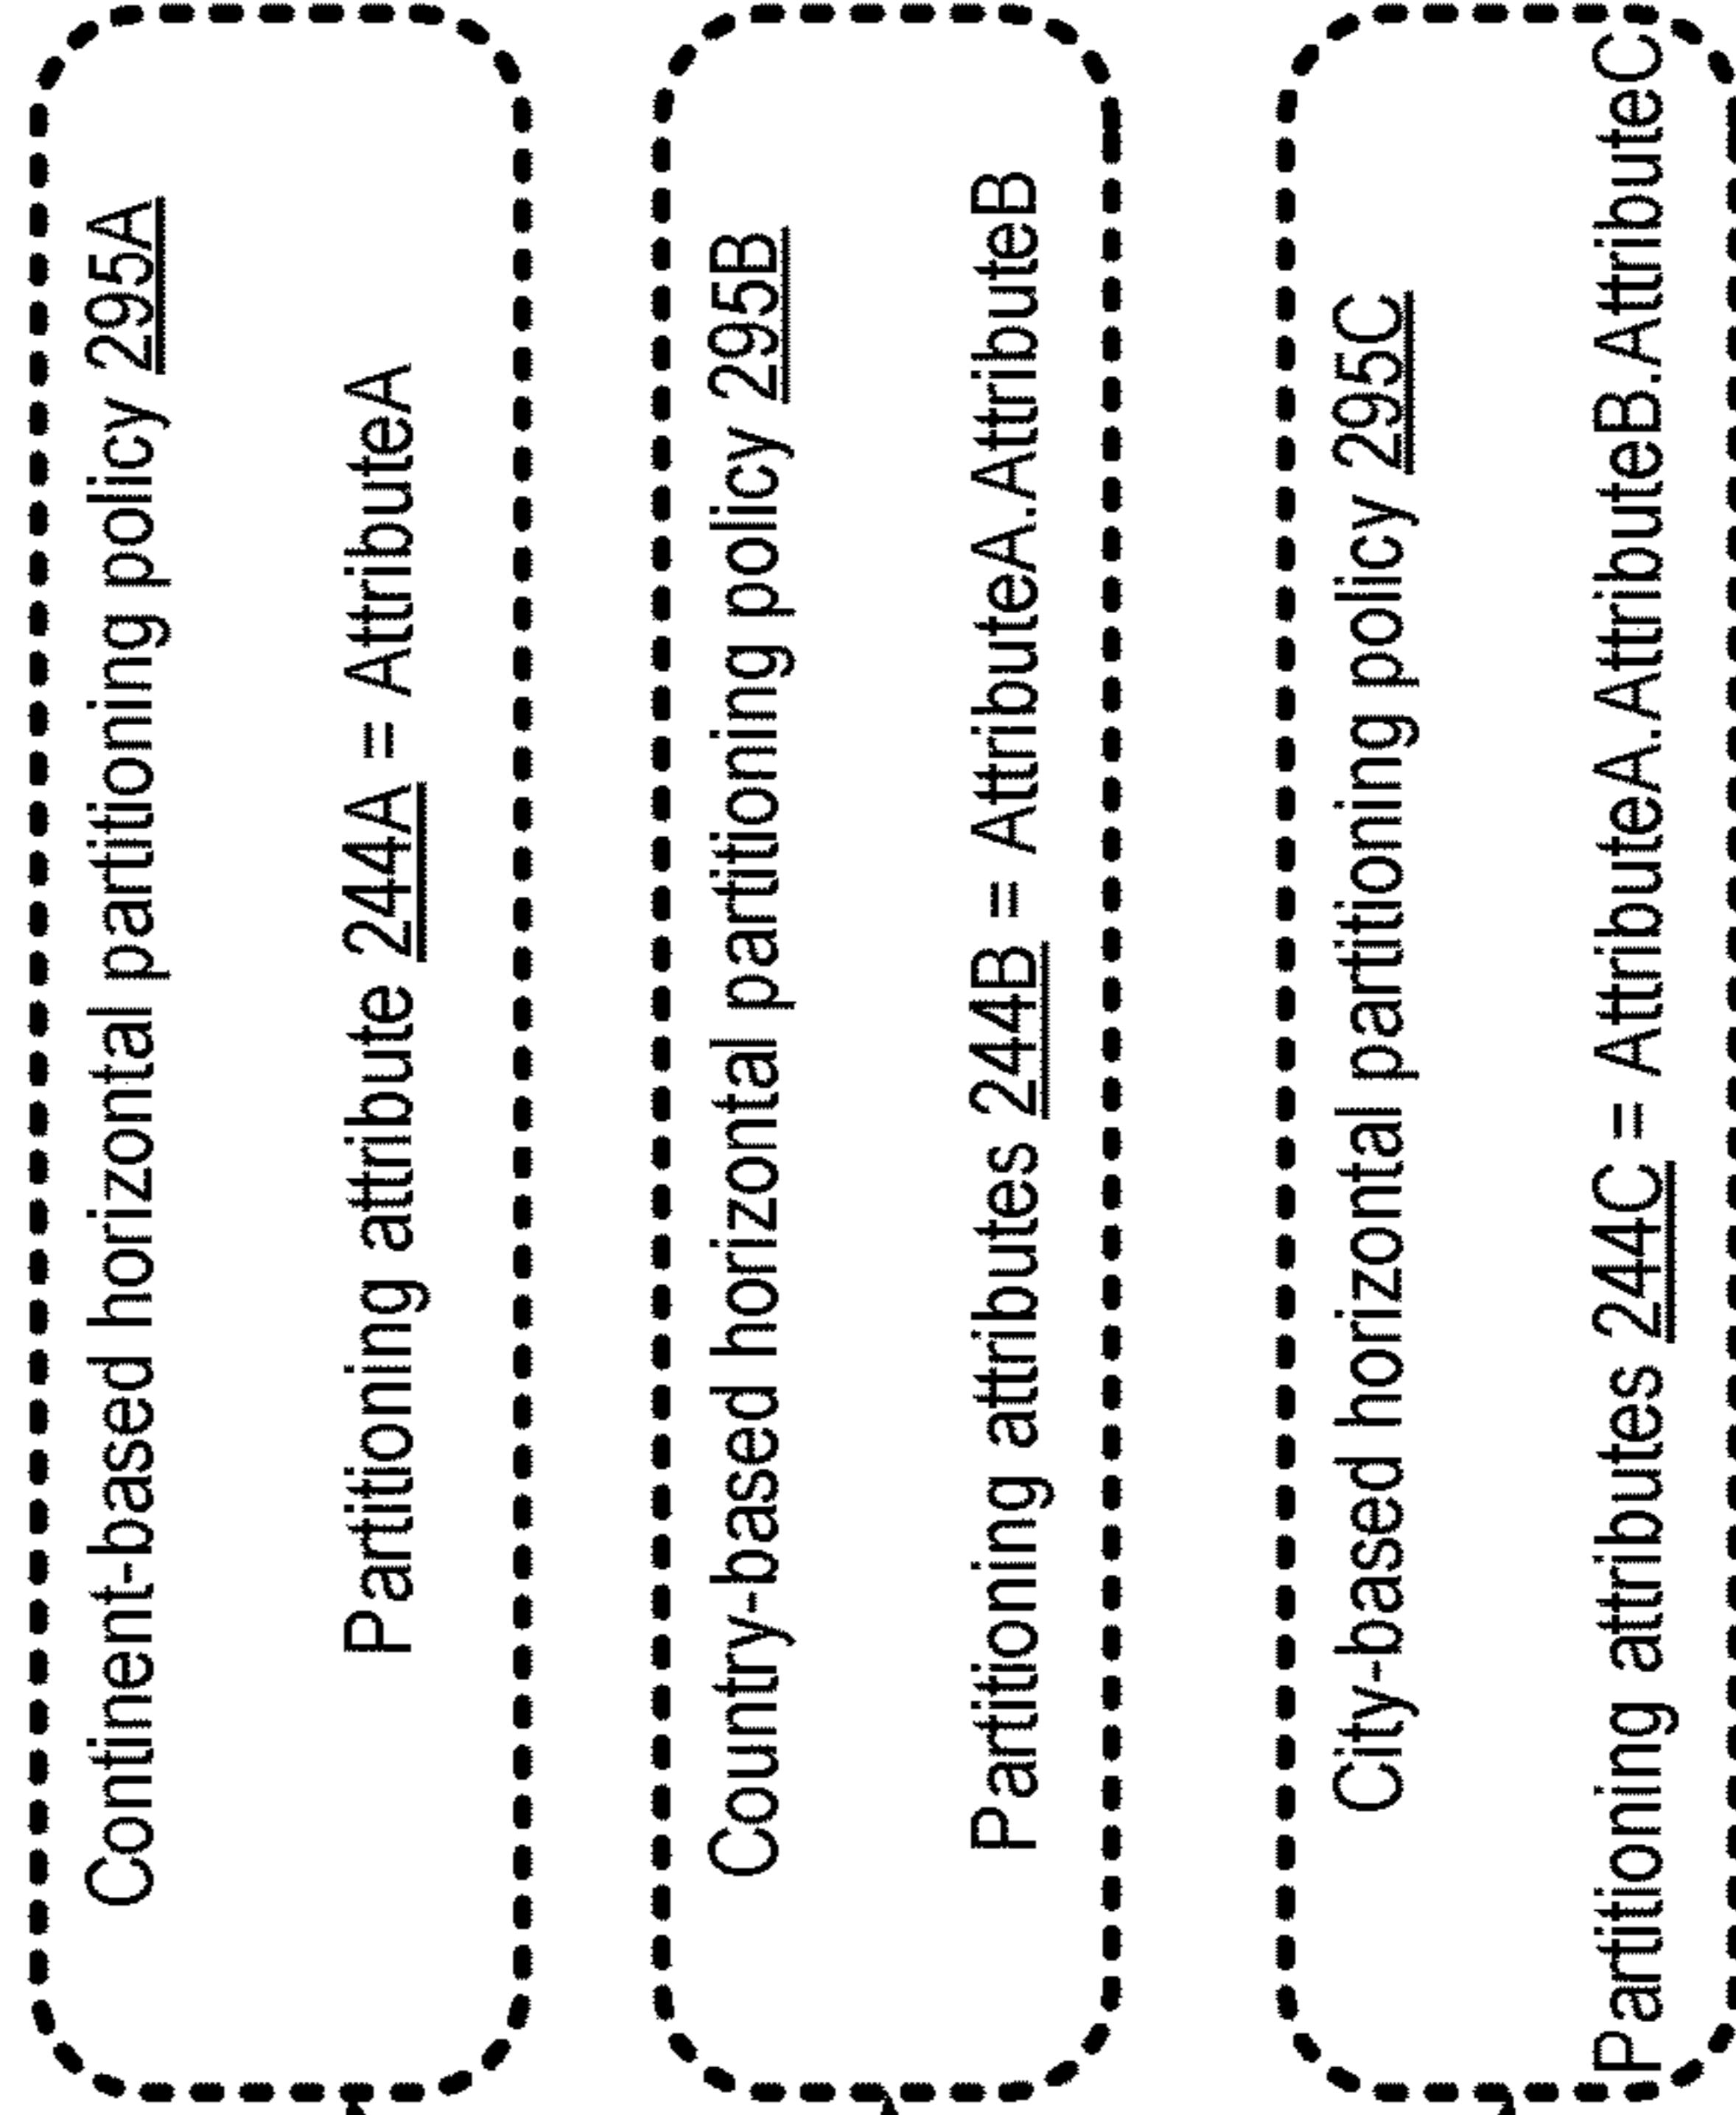 Continent-based horizontal partitioning policy 295A
Partitioning attribute 244A = AttributeA
Country-based horizontal partitioning policy 295B
Partitioning attributes 244B = AttributeA.AttributeB
City-based horizontal partitioning policy 295C
Partitioning attributes 244C = AttributeA.AttributeB.AttributeC